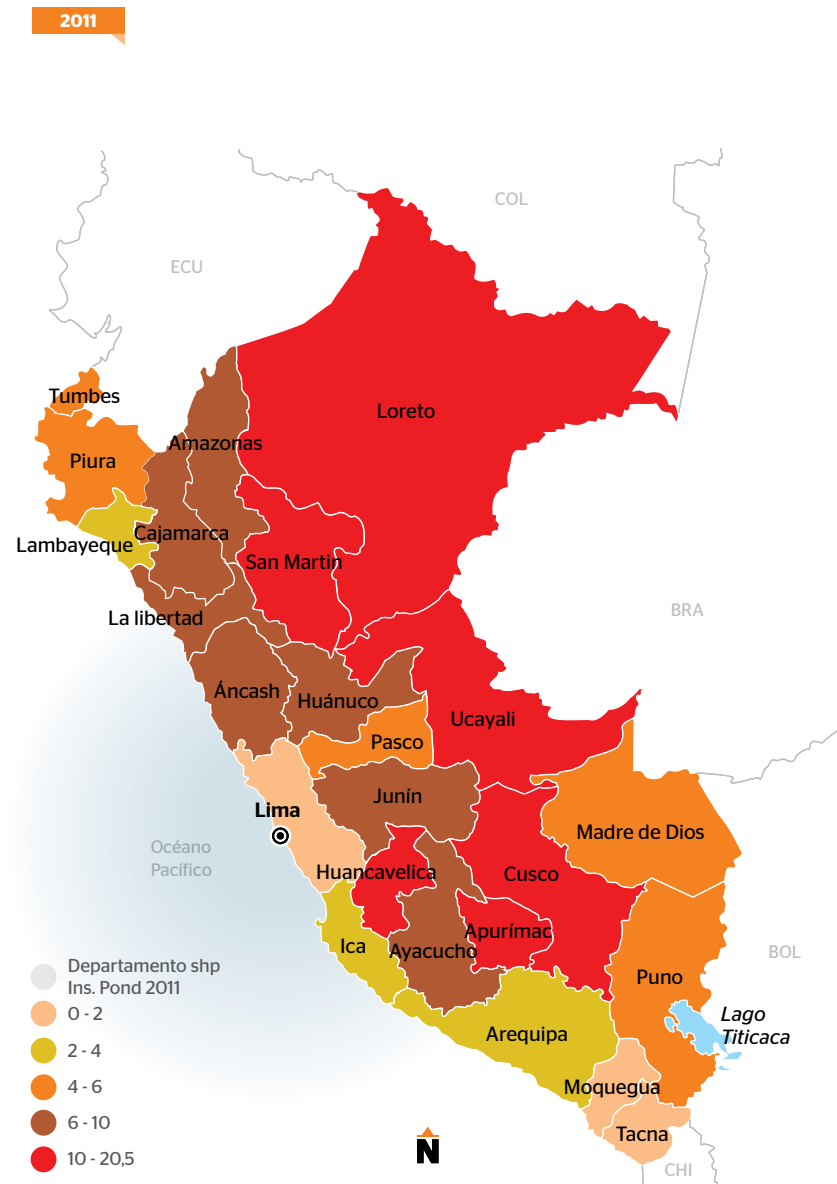 2011
COL
ECU
Tumbes
Loreto
Amazonas
Piura
Cajamarca
Lambayeque
San Martin
BRA
La libertad
Áncash
Huánuco
Ucayali
Pasco
Junín
Lima
Madre de Dios
Océano
Pacífico
Huancavelica
Cusco
Apurímac
Ica
Ayacucho
BOL
Puno
Departamento shp
Ins. Pond 2011
0 - 2
2 - 4
4 - 6
6 - 10
10 - 20,5
Lago
Titicaca
Arequipa
Moquegua
Tacna
N
CHI